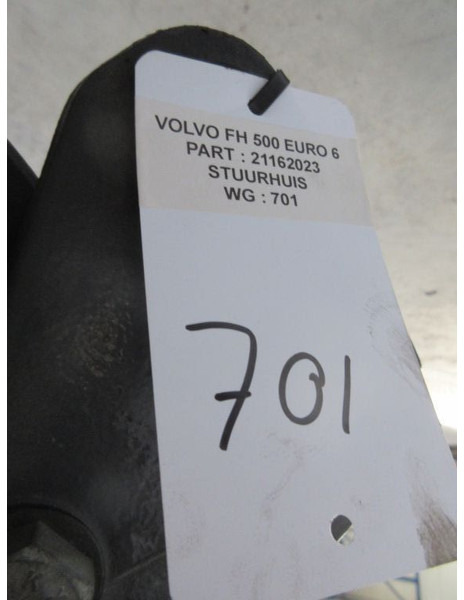 VOLVO FH 500 EURO 6
PART : 21162023
STUURHUIS
WG : 701
701